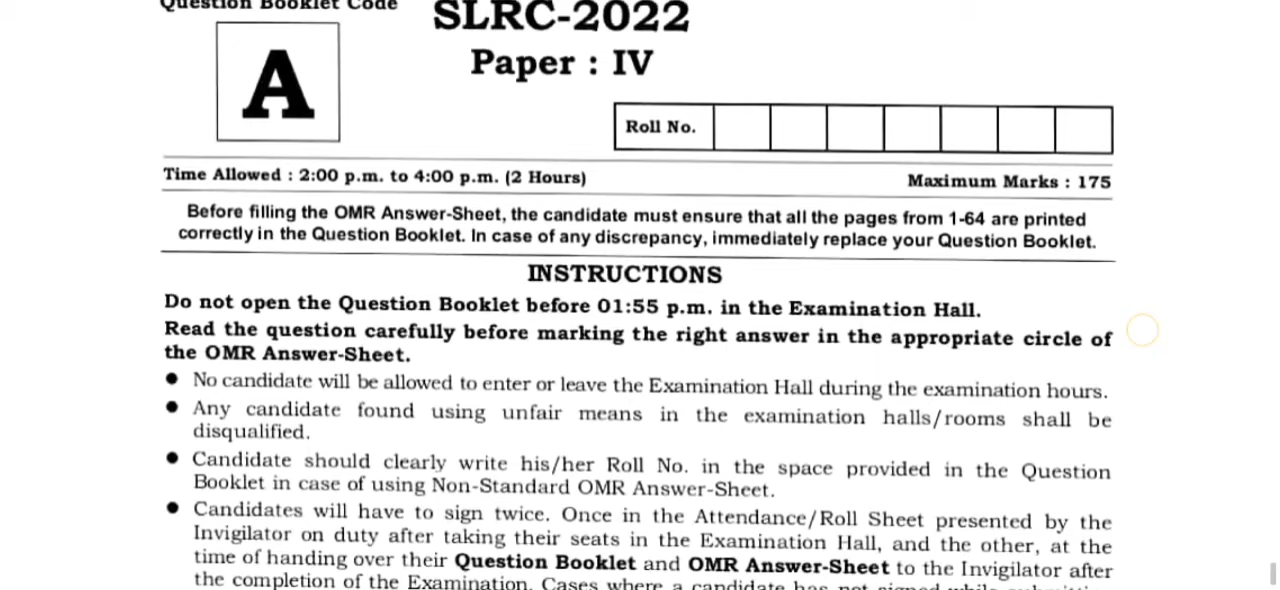 Question Booklet Code
SLRC-2022
Paper : IV
A
Roll No.
Time Allowed : 2:00 p.m. to 4:00 p.m. (2 Hours)
Maximum Marks : 175
Before filling the OMR Answer-Sheet, the candidate must ensure that all the pages from 1-64 are printed
correctly in the Question Booklet. In case of any discrepancy, immediately replace your Question Booklet.
INSTRUCTIONS
Do not open the Question Booklet before 01:55 p.m. in the Examination Hall.
Read the question carefully before marking the right answer in the appropriate circle of
the OMR Answer-Sheet.
● No candidate will be allowed to enter or leave the Examination Hall during the examination hours.
● Any candidate found using unfair means in the examination halls/rooms shall be
disqualified.
● Candidate should clearly write his/her Roll No. in the space provided in the Question
Booklet in case of using Non-Standard OMR Answer-Sheet.
● Candidates will have to sign twice. Once in the Attendance/Roll Sheet presented by the
Invigilator on duty after taking their seats in the Examination Hall, and the other, at the
time of handing over their Question Booklet and OMR Answer-Sheet to the Invigilator after
the completion of the Examination. Cases where a candidate has not signed while